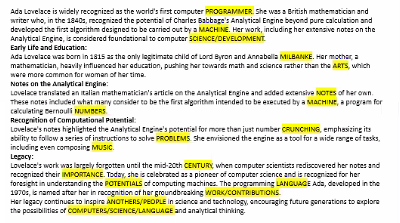 Ada Lovelace is widely recognized as the world's first computer PROGRAMMER. She was a British mathematician and
writer who, in the 1840s, recognized the potential of Charles Babbage's Analytical Engine beyond pure calculation and
developed the first algorithm designed to be carried out by a MACHINE. Her work, including her extensive notes on the
Analytical Engine, is considered foundational to computer SCIENCE/DEVELOPMENT.
Early Life and Education:
Ada Lovelace was born in 1815 as the only legitimate child of Lord Byron and Annabella MILBANKE. Her mother, a
mathematician, heavily influenced her education, pushing her towards math and science rather than the ARTS, which
were more common for women of her time.
Notes on the Analytical Engine:
Lovelace translated an Italian mathematician's article on the Analytical Engine and added extensive NOTES of her own.
These notes included what many consider to be the first algorithm intended to be executed by a MACHINE, a program for
calculating Bernoulli NUMBERS.
Recognition of Computational Potential:
Lovelace's notes highlighted the Analytical Engine's potential for more than just number CRUNCHING, emphasizing its
ability to follow a series of instructions to solve PROBLEMS. She envisioned the engine as a tool for a wide range of tasks,
including even composing MUSIC.
Legacy:
Lovelace's work was largely forgotten until the mid-20th CENTURY, when computer scientists rediscovered her notes and
recognized their IMPORTANCE. Today, she is celebrated as a pioneer of computer science and is recognized for her
foresight in understanding the POTENTIALS of computing machines. The programming LANGUAGE Ada, developed in the
1970s, is named after her in recognition of her groundbreaking WORK/CONTRIBUTIONS.
Her legacy continues to inspire ANOTHERS/PEOPLE in science and technology, encouraging future generations to explore
the possibilities of COMPUTERS/SCIENCE/LANGUAGE and analytical thinking.